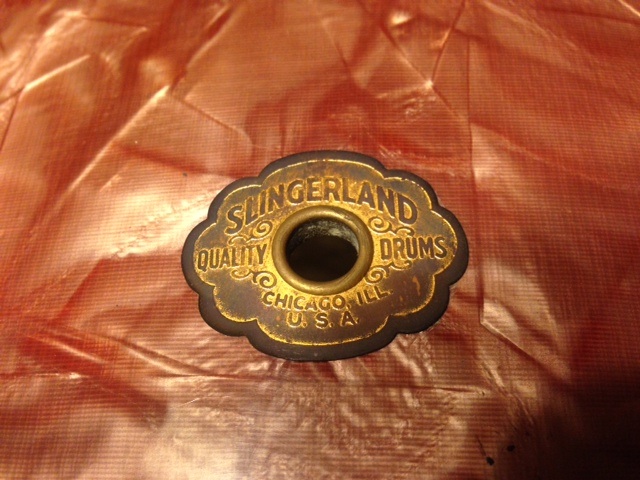 SLINGERLAND
QUALITY DRUMS
CHICAGO, ILL.
U. S. A